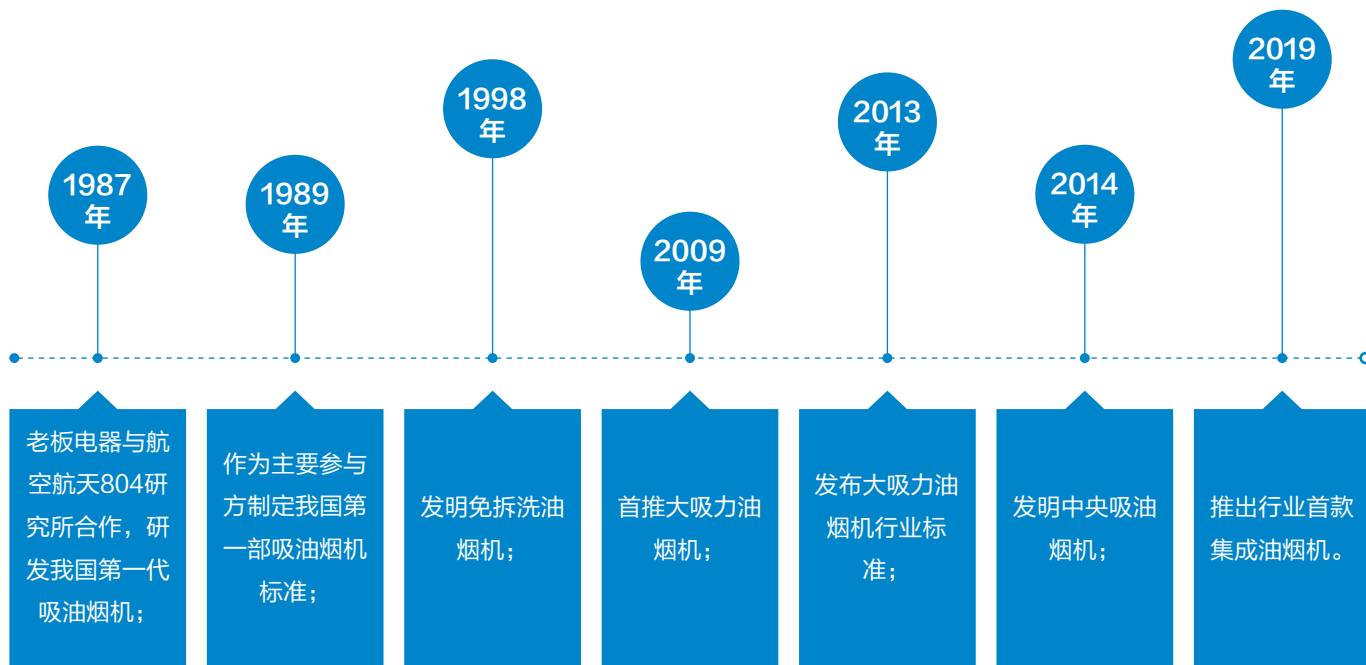 1987
年
1989
年
1998
年
2009
年
2013
年
2014
年
2019
年
老板电器与航
空航天804研
究所合作，研
发我国第一代
吸油烟机；
作为主要参与
方制定我国第
一部吸油烟机
标准；
发明免拆洗油
烟机；
首推大吸力油
烟机；
发布大吸力油
烟机行业标
准；
发明中央吸油
烟机；
推出行业首款
集成油烟机。